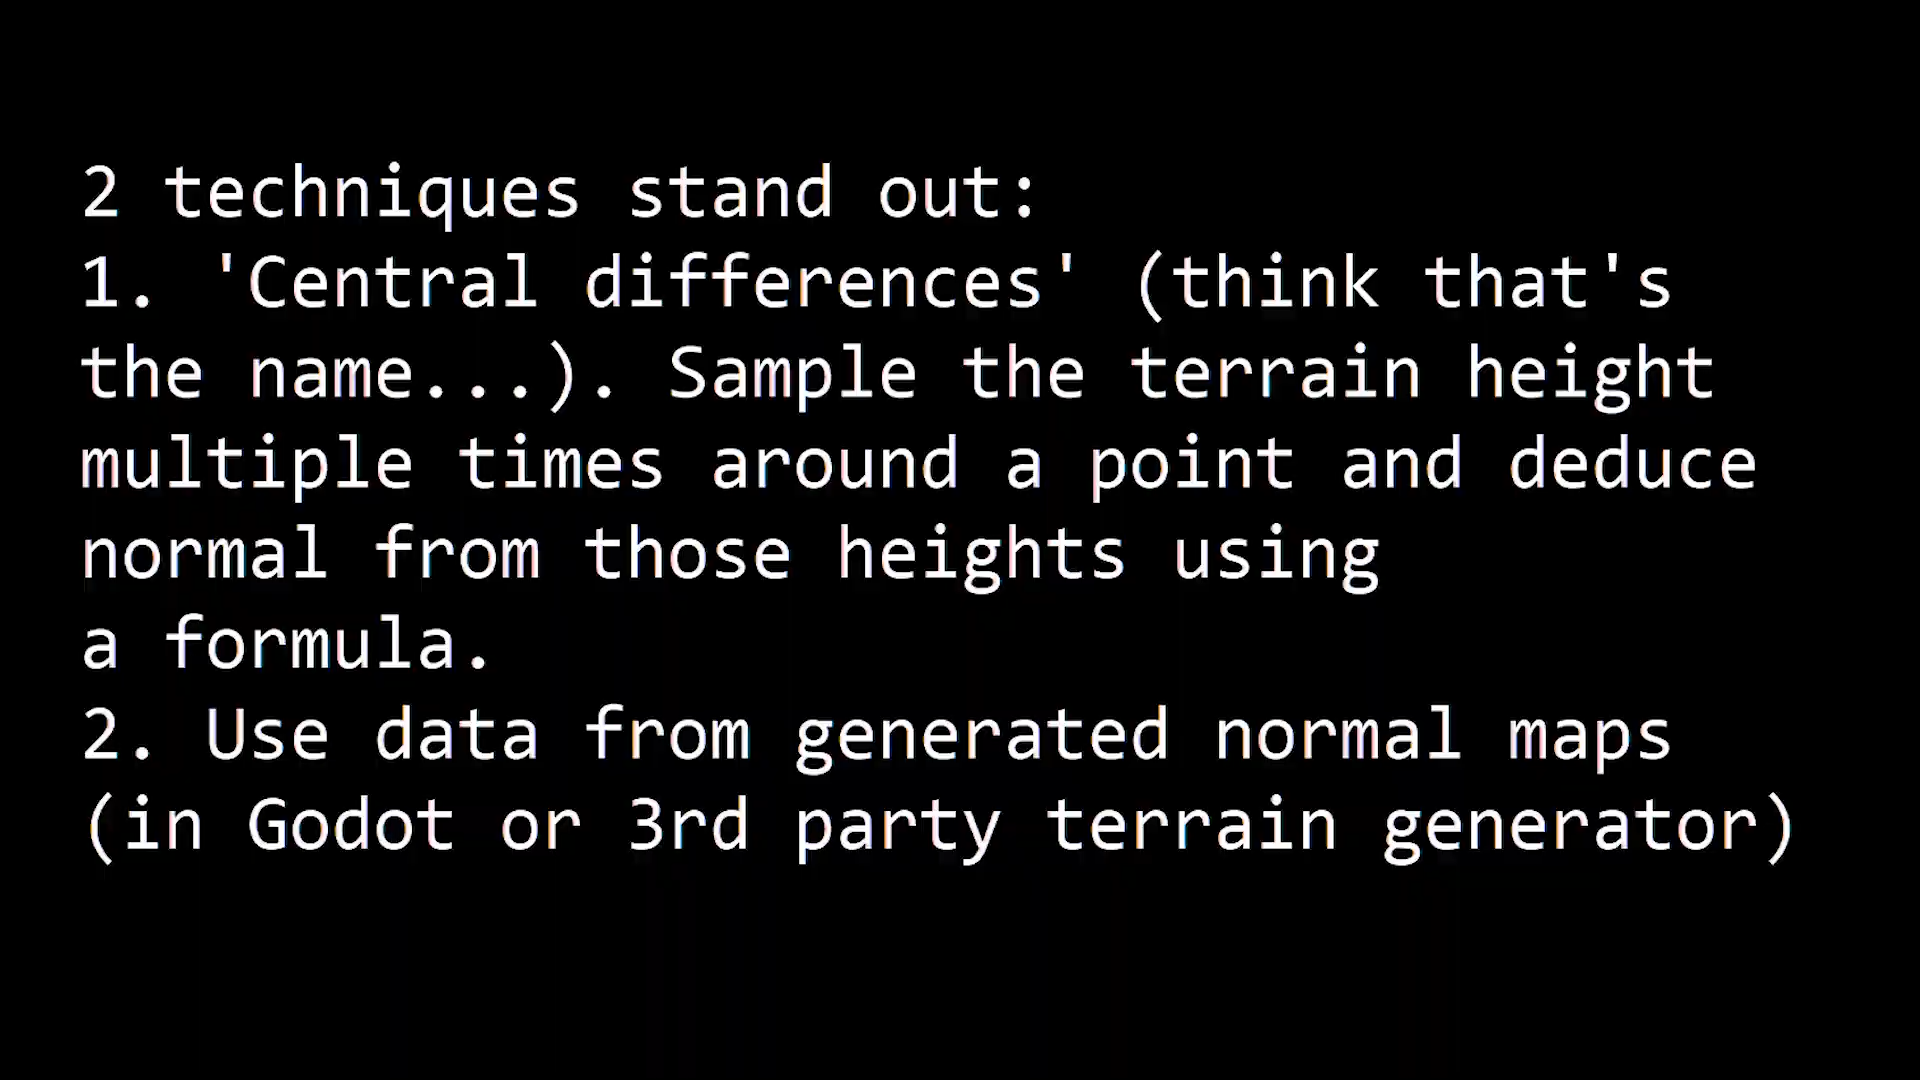 2 techniques stand out:
1. 'Central differences' (think that's
the name...). Sample the terrain height
multiple times around a point and deduce
normal from those heights using
a formula.
2. Use data from generated normal maps
(in Godot or 3rd party terrain generator)